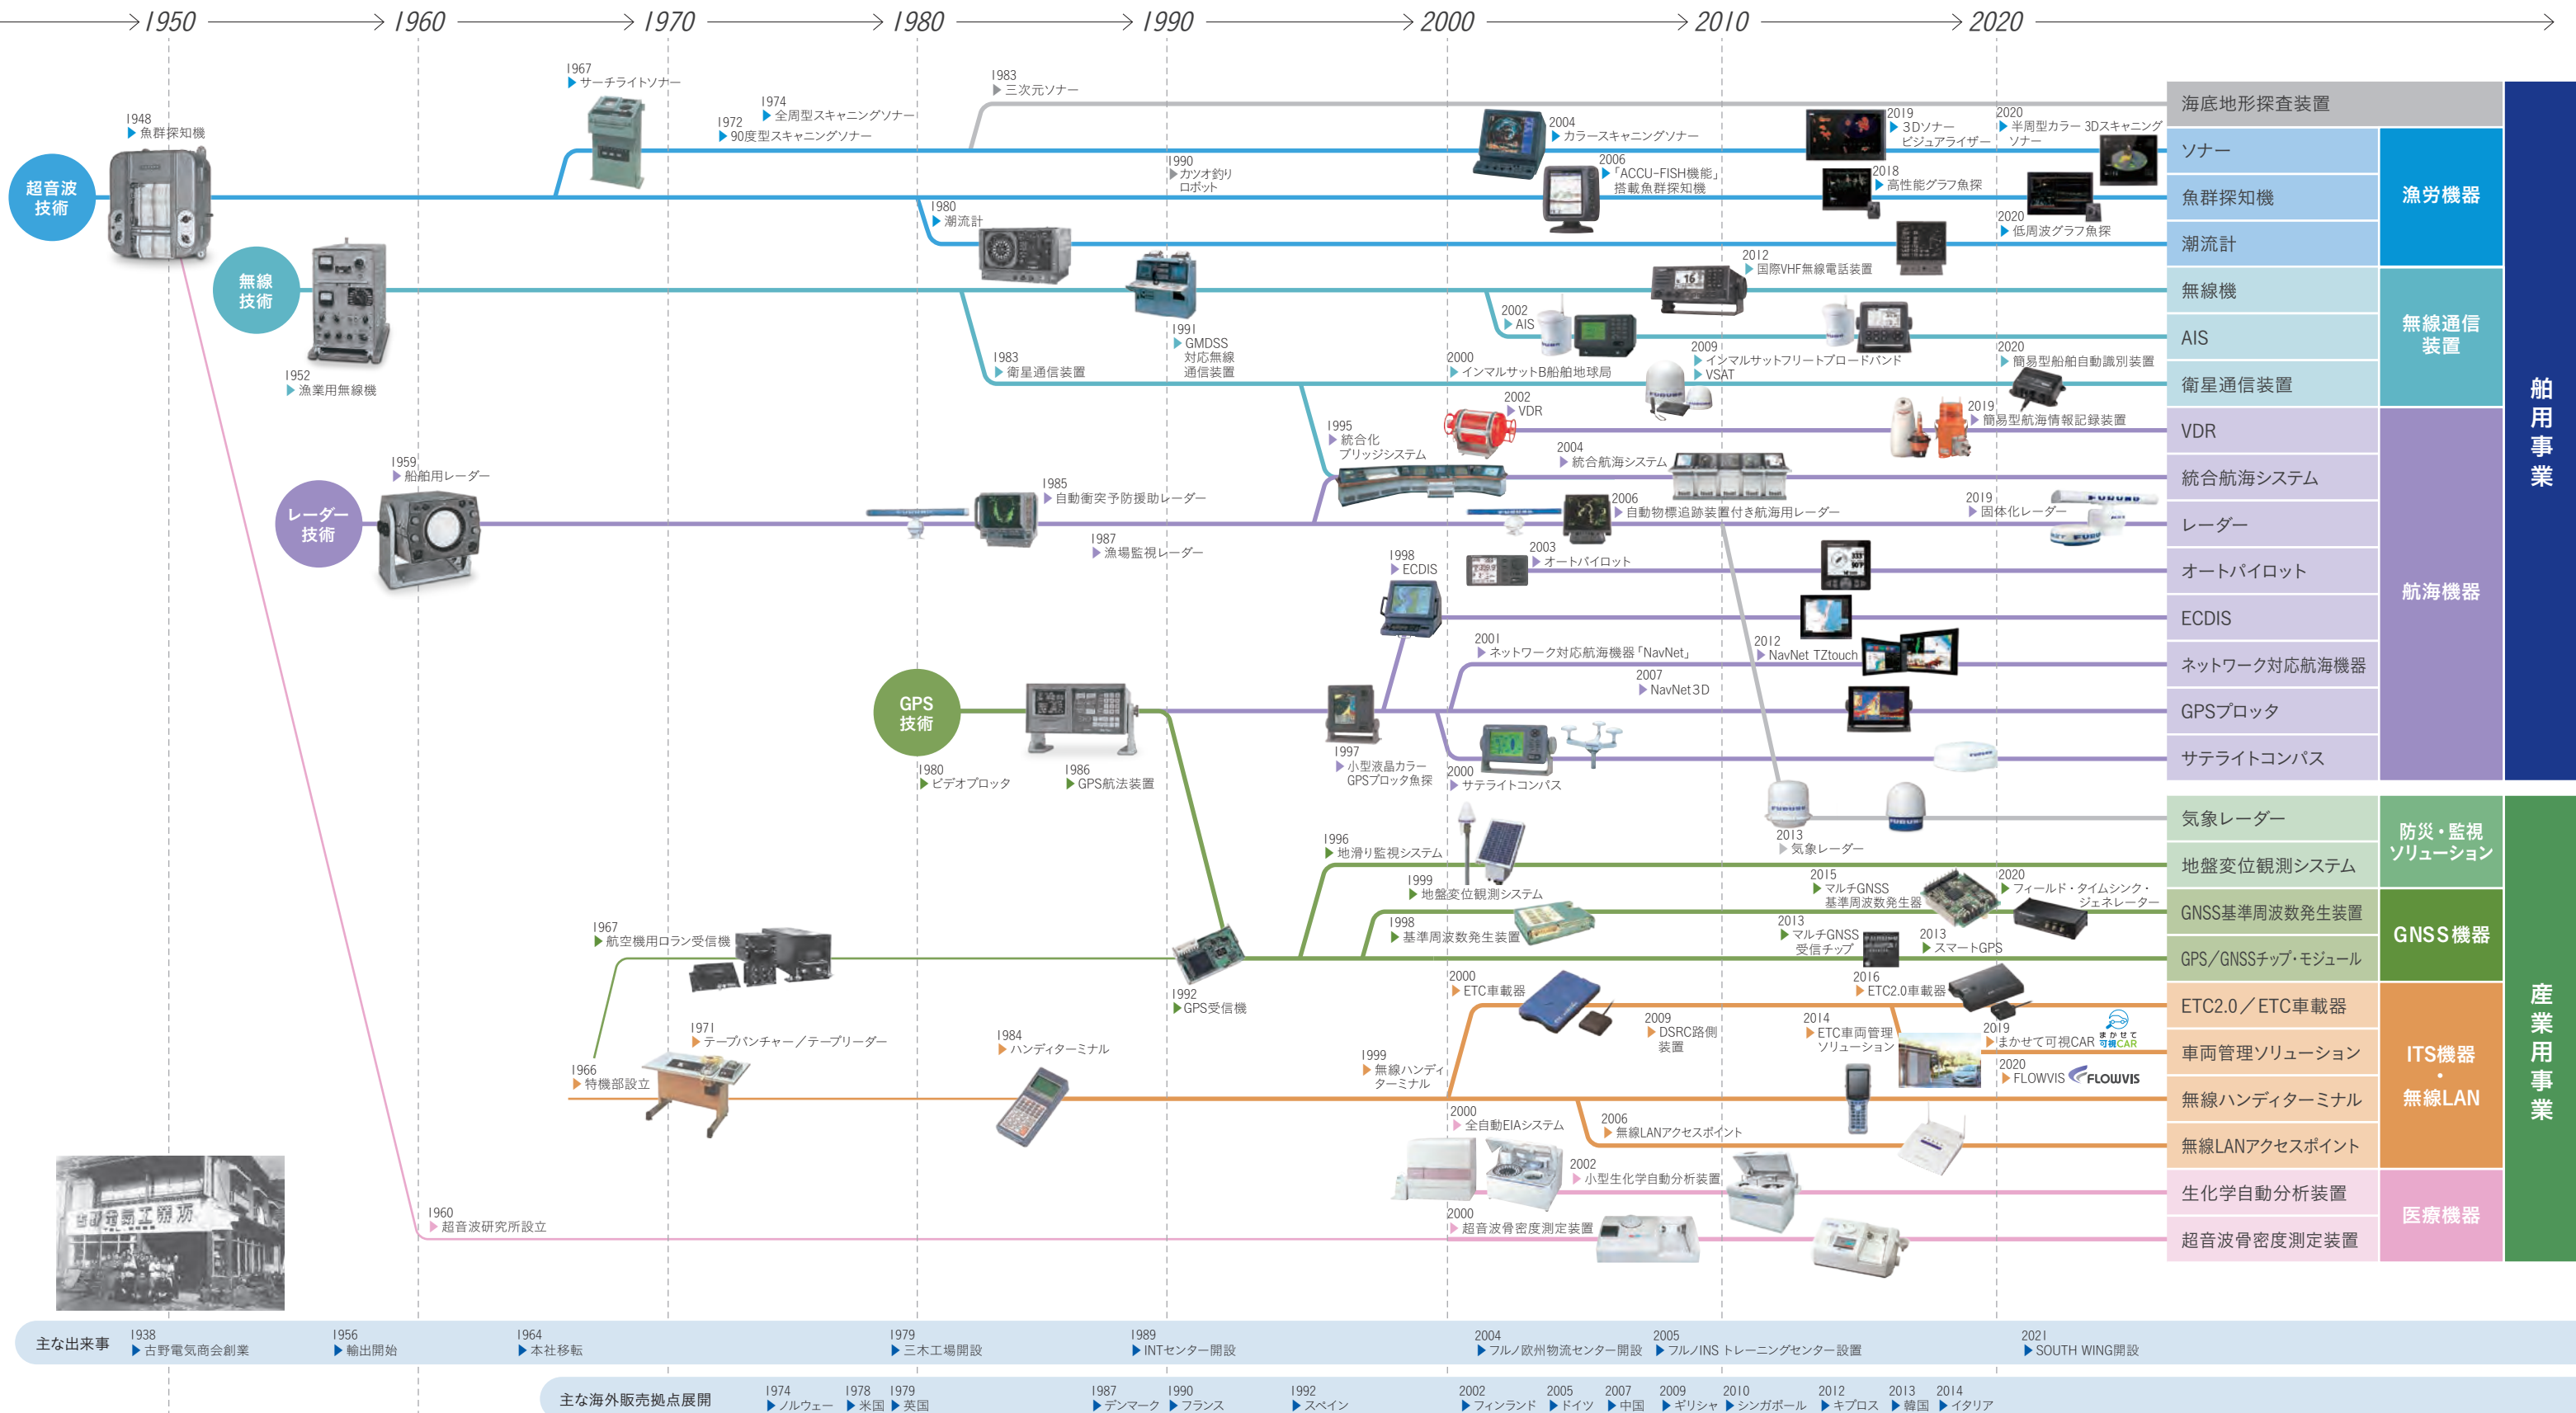 1950
1960
1970
1980
1990
2000
2010
2020
超音波
技術
1948
魚群探知機
1967
サーチライトソナー
1972
90度型スキャニングソナー
1974
全周型スキャニングソナー
1983
三次元ソナー
1990
カツオ釣り
ロボット
1980
潮流計
2004
カラースキャニングソナー
2006
「ACCU-FISH機能」
搭載魚群探知機
2019
3Dソナー
ビジュアライザー
2018
高性能グラフ魚探
2020
半周型カラー 3Dスキャニング
ソナー
2020
低周波グラフ魚探
無線
技術
1952
漁業用無線機
1983
衛星通信装置
1991
GMDSS
対応無線
通信装置
2002
AIS
2012
国際VHF無線電話装置
2000
インマルサットB船舶地球局
2009
インマルサットフリートブロードバンド
VSAT
2020
簡易型船舶自動識別装置
レーダー
技術
1959
船舶用レーダー
1985
自動衝突予防援助レーダー
1987
漁場監視レーダー
1995
統合化
ブリッジシステム
2002
VDR
2004
統合航海システム
2019
簡易型航海情報記録装置
2006
自動物標追跡装置付き航海用レーダー
2019
固体化レーダー
FURUNO
1998
ECDIS
2003
オートパイロット
2001
ネットワーク対応航海機器「NavNet」
2007
NavNet3D
2012
NavNet TZtouch
GPS
技術
1980
ビデオプロッタ
1986
GPS航法装置
1997
小型液晶カラー
GPSプロッタ魚探
2000
サテライトコンパス
2013
気象レーダー
1996
地滑り監視システム
1999
地盤変位観測システム
1998
基準周波数発生装置
2015
マルチGNSS
基準周波数発生器
2020
フィールド・タイムシンク・
ジェネレーター
2013
マルチGNSS
受信チップ
2013
スマートGPS
1967
航空機用ロラン受信機
1992
GPS受信機
1966
特機部設立
1971
テープパンチャー／テープリーダー
1984
ハンディターミナル
1999
無線ハンディ
ターミナル
2000
ETC車載器
2009
DSRC路側
装置
2016
ETC2.0車載器
2014
ETC車両管理
ソリューション
2019
まかせて可視CAR
まかせて
可視CAR
2020
FLOWVIS
FLOWVIS
2006
無線LANアクセスポイント
2000
全自動EIAシステム
2002
小型生化学自動分析装置
1960
超音波研究所設立
2000
超音波骨密度測定装置
古野電気工業所
海底地形探査装置
ソナー
魚群探知機
潮流計
漁労機器
無線機
AIS
衛星通信装置
無線通信
装置
VDR
統合航海システム
レーダー
オートパイロット
ECDIS
ネットワーク対応航海機器
GPSプロッタ
サテライトコンパス
航海機器
舶用事業
気象レーダー
地盤変位観測システム
防災・監視
ソリューション
GNSS基準周波数発生装置
GPS／GNSSチップ・モジュール
GNSS機器
ETC2.0／ETC車載器
車両管理ソリューション
無線ハンディターミナル
無線LANアクセスポイント
ITS機器
・
無線LAN
生化学自動分析装置
超音波骨密度測定装置
医療機器
産業用事業
主な出来事
1938
古野電気商会創業
1956
輸出開始
1964
本社移転
1979
三木工場開設
1989
INTセンター開設
2004
フルノ欧州物流センター開設
2005
フルノINS トレーニングセンター設置
2021
SOUTH WING開設
主な海外販売拠点展開
1974
ノルウェー
1978
米国
1979
英国
1987
デンマーク
1990
フランス
1992
スペイン
2002
フィンランド
2005
ドイツ
2007
中国
2009
ギリシャ
2010
シンガポール
2012
キプロス
2013
韓国
2014
イタリア